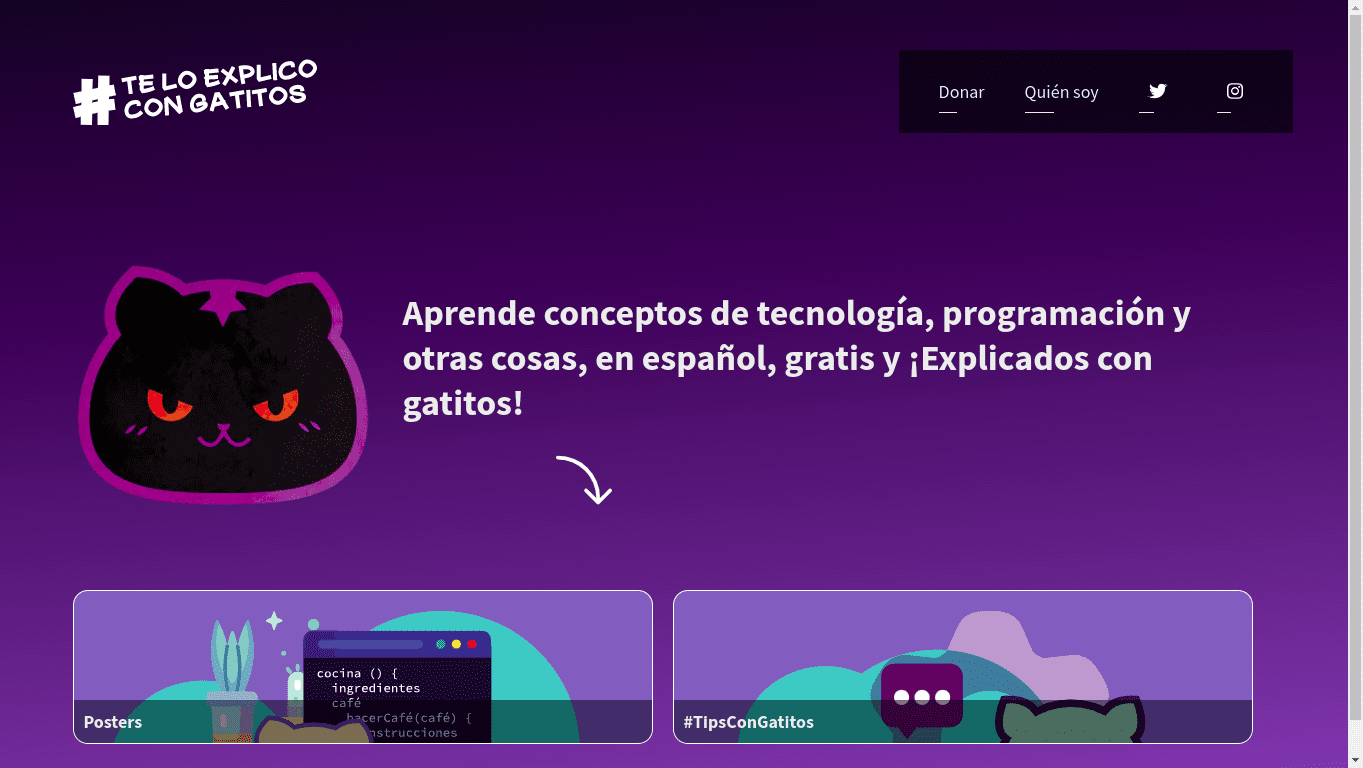 # TE LO EXPLICO
CON GATITOS
Donar
Quién soy
Aprende conceptos de tecnología, programación y
otras cosas, en español, gratis y ¡Explicados con
gatitos!
cocina () {
ingredientes
café
hacerCafé(café) {
nstrucciones
Posters
#TipsConGatitos